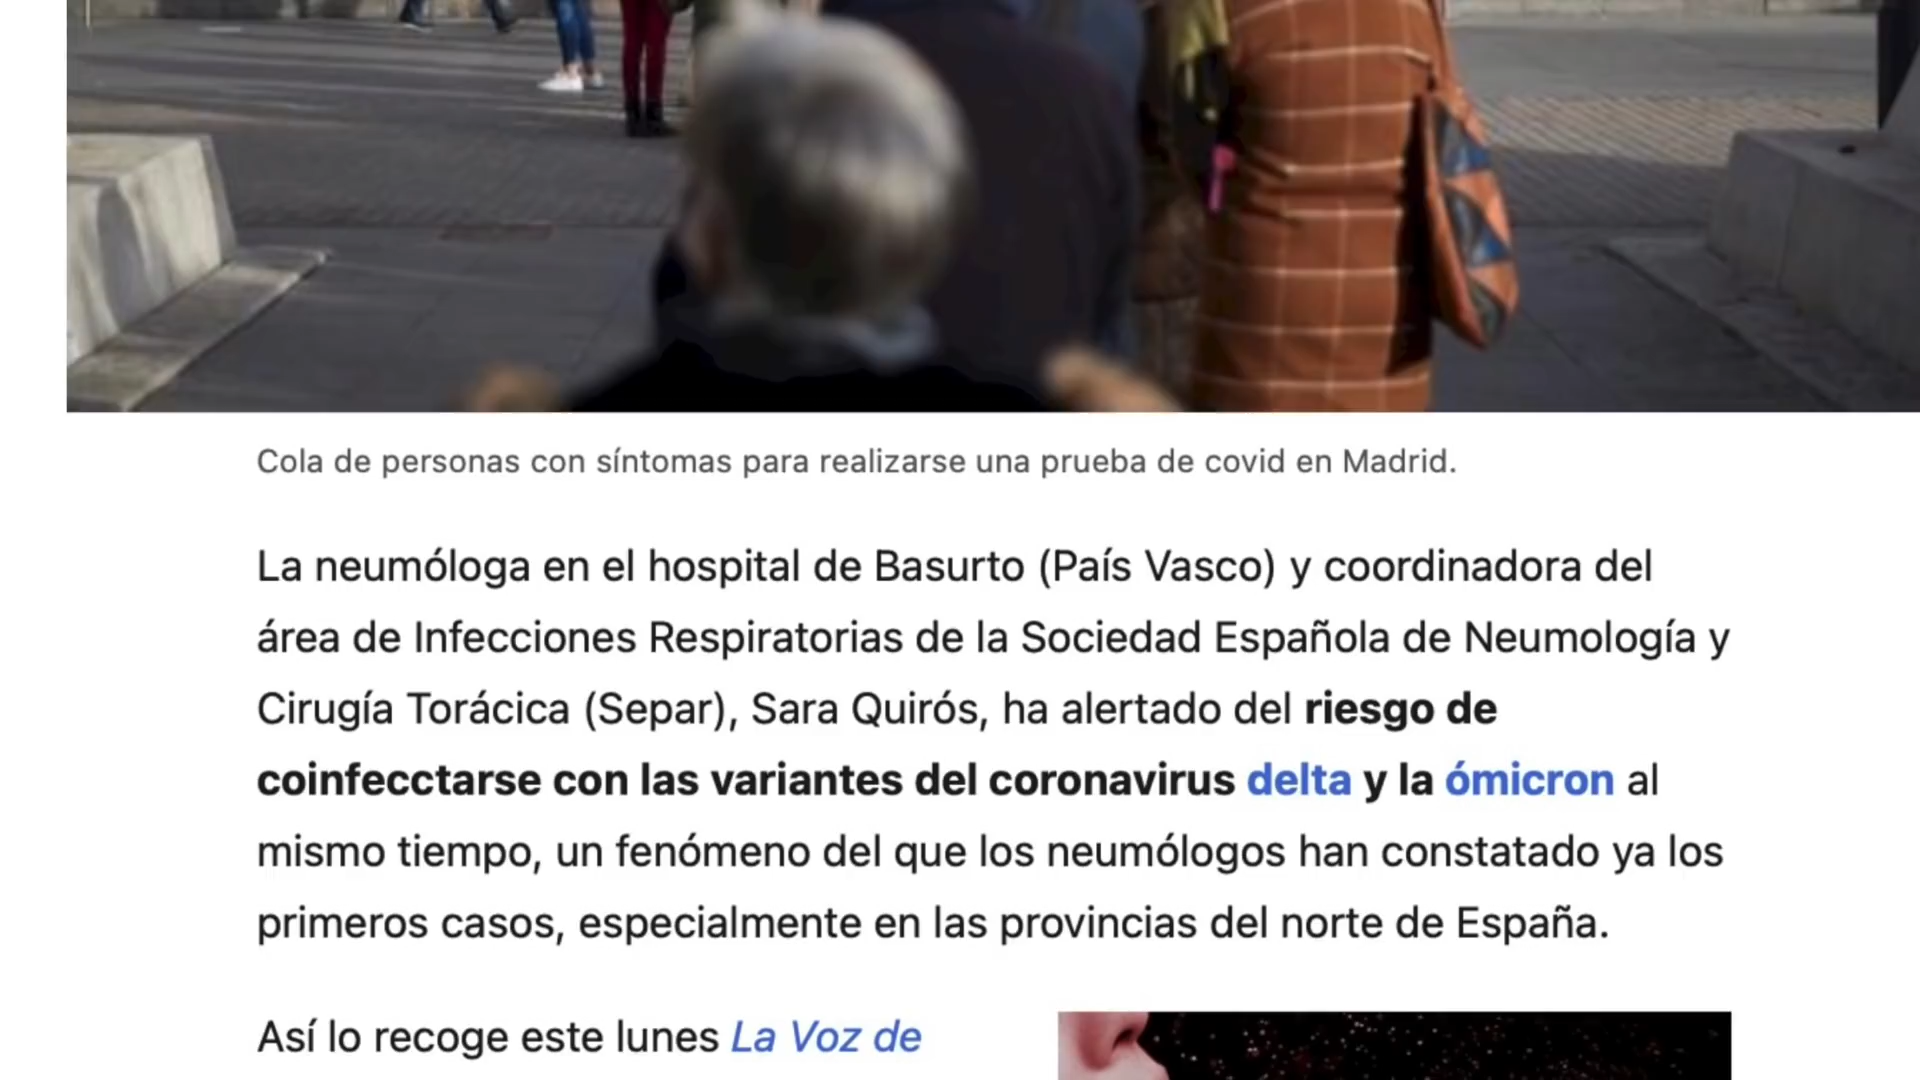 Cola de personas con síntomas para realizarse una prueba de covid en Madrid.
La neumóloga en el hospital de Basurto (País Vasco) y coordinadora del
área de Infecciones Respiratorias de la Sociedad Española de Neumología y
Cirugía Torácica (Separ), Sara Quirós, ha alertado del riesgo de
coinfecctarse con las variantes del coronavirus delta y la ómicron al
mismo tiempo, un fenómeno del que los neumólogos han constatado ya los
primeros casos, especialmente en las provincias del norte de España.
Así lo recoge este lunes La Voz de